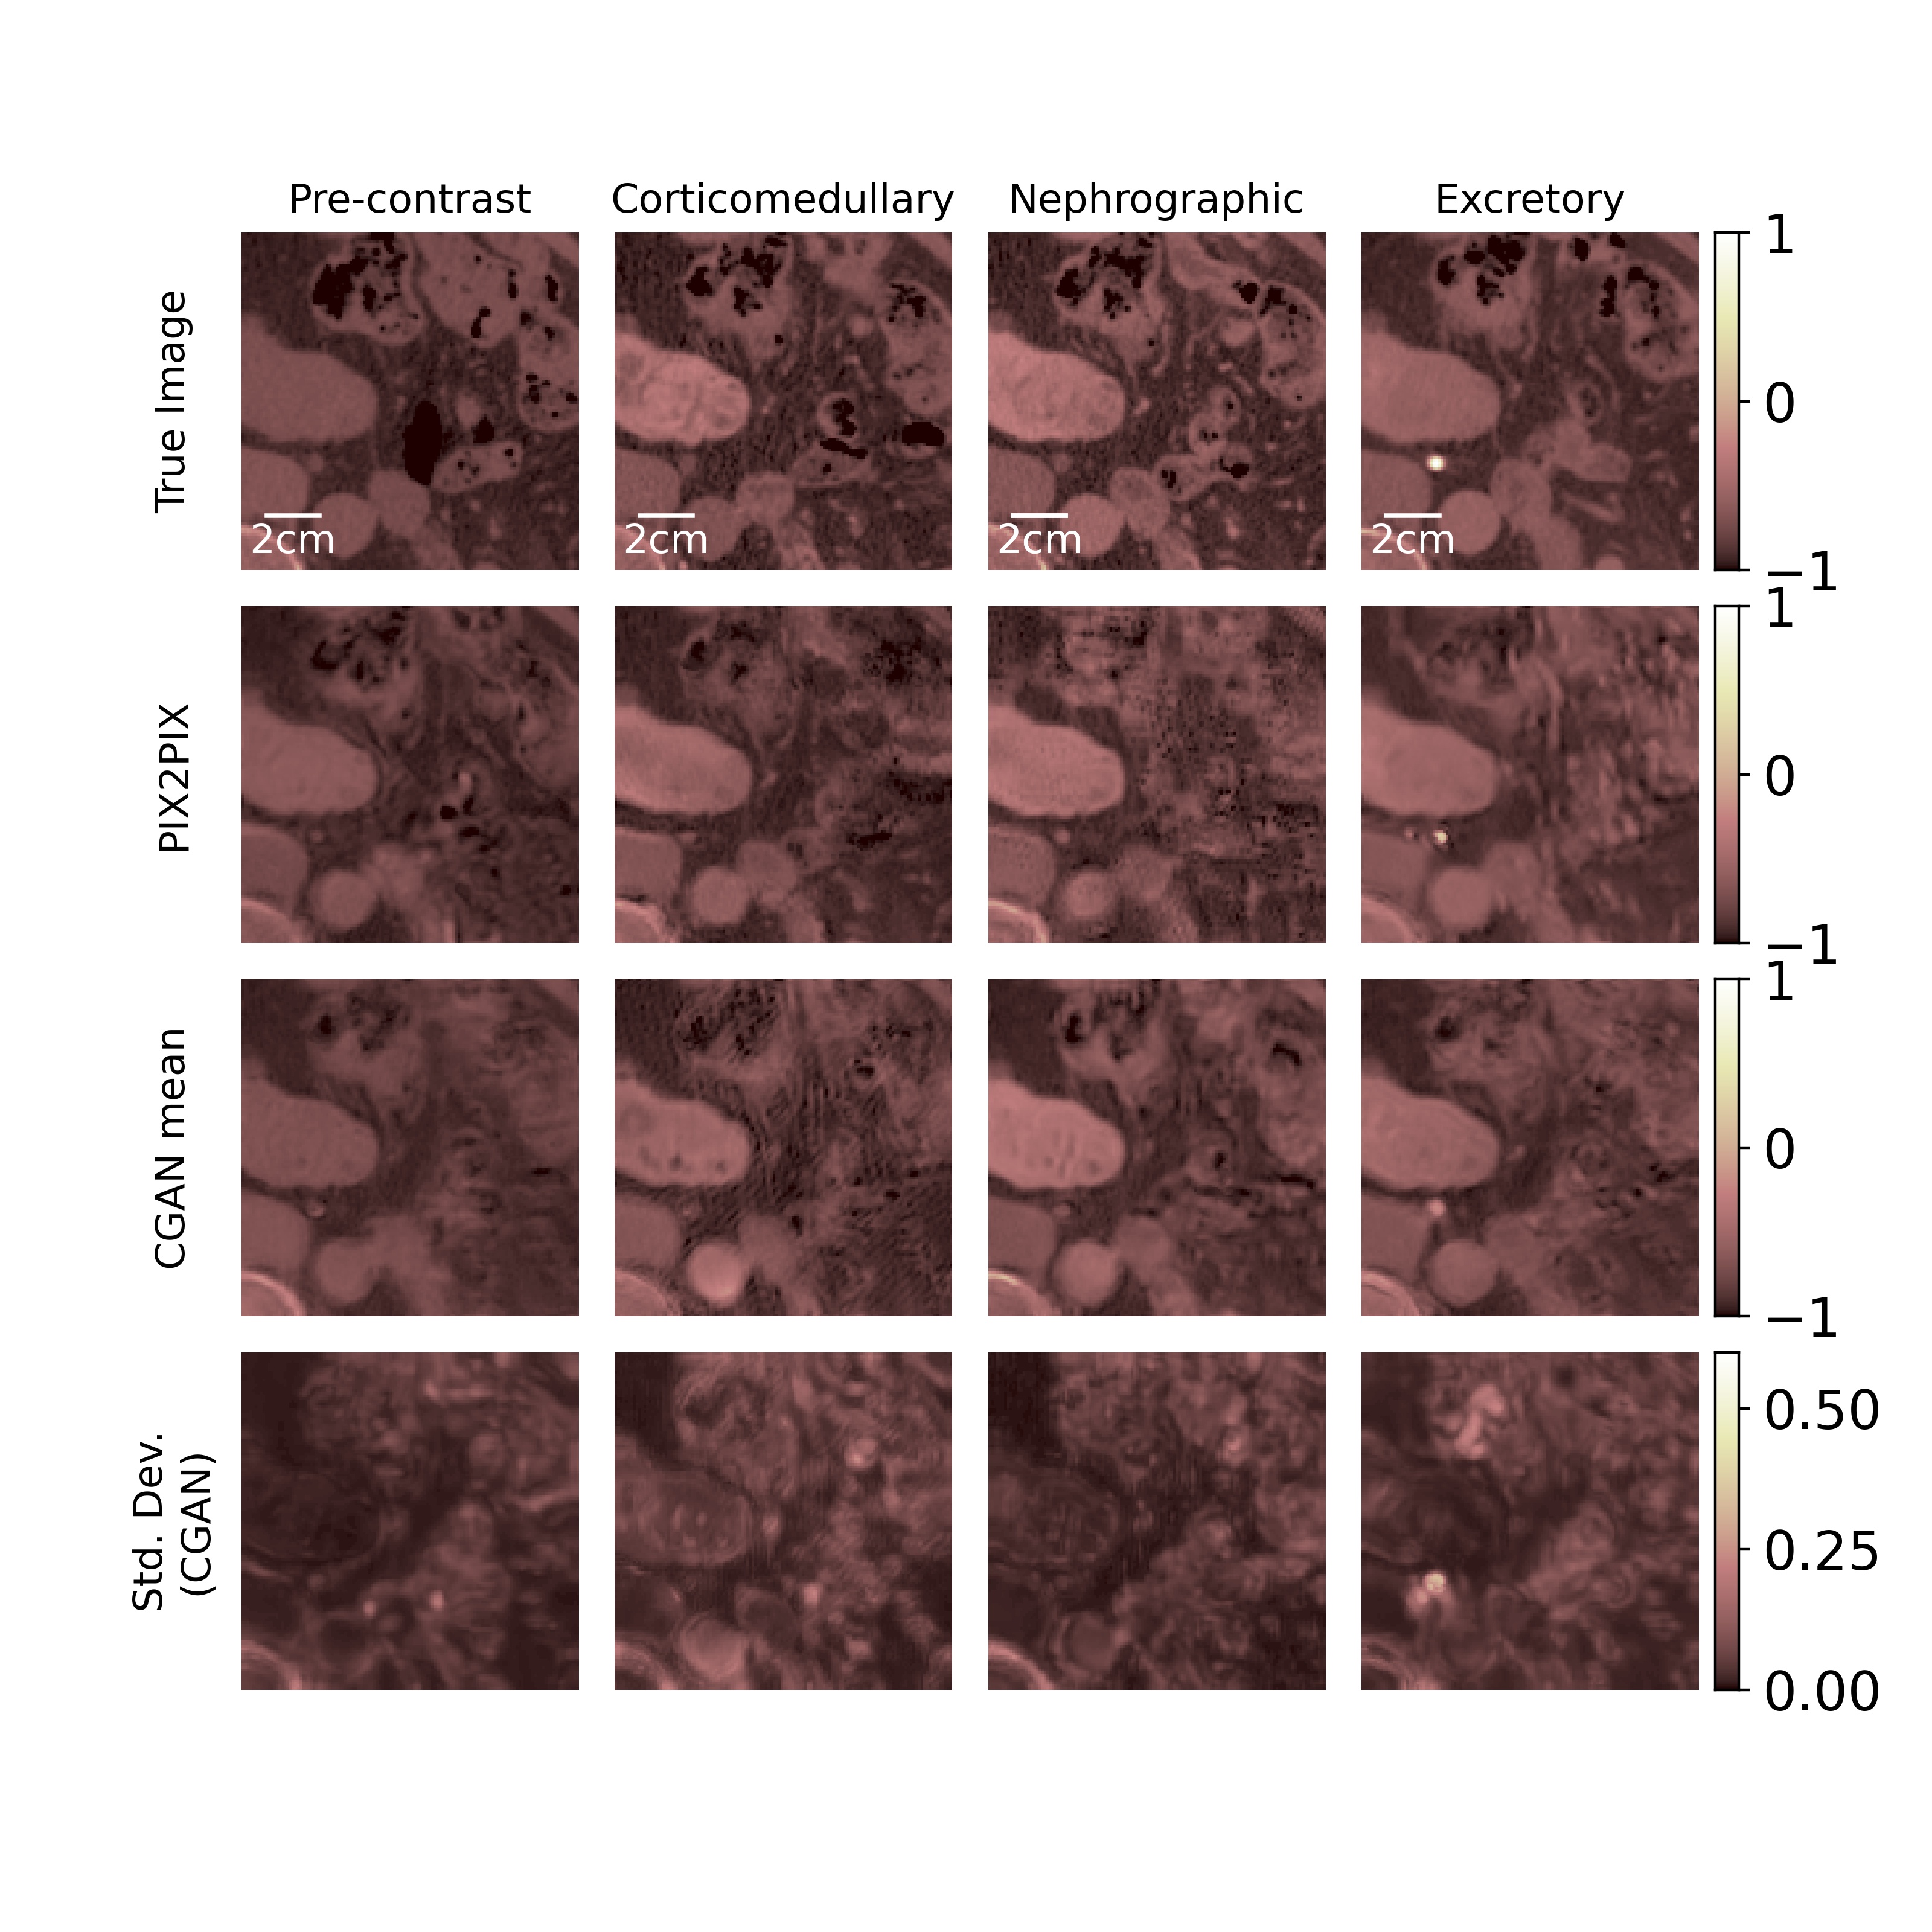 Pre-contrast Corticomedullary Nephrographic Excretory
True Image
2cm 2cm 2cm 2cm
1
0
−1
PIX2PIX
1
0
−1
CGAN mean
1
0
−1
Std. Dev.
(CGAN)
0.50
0.25
0.00